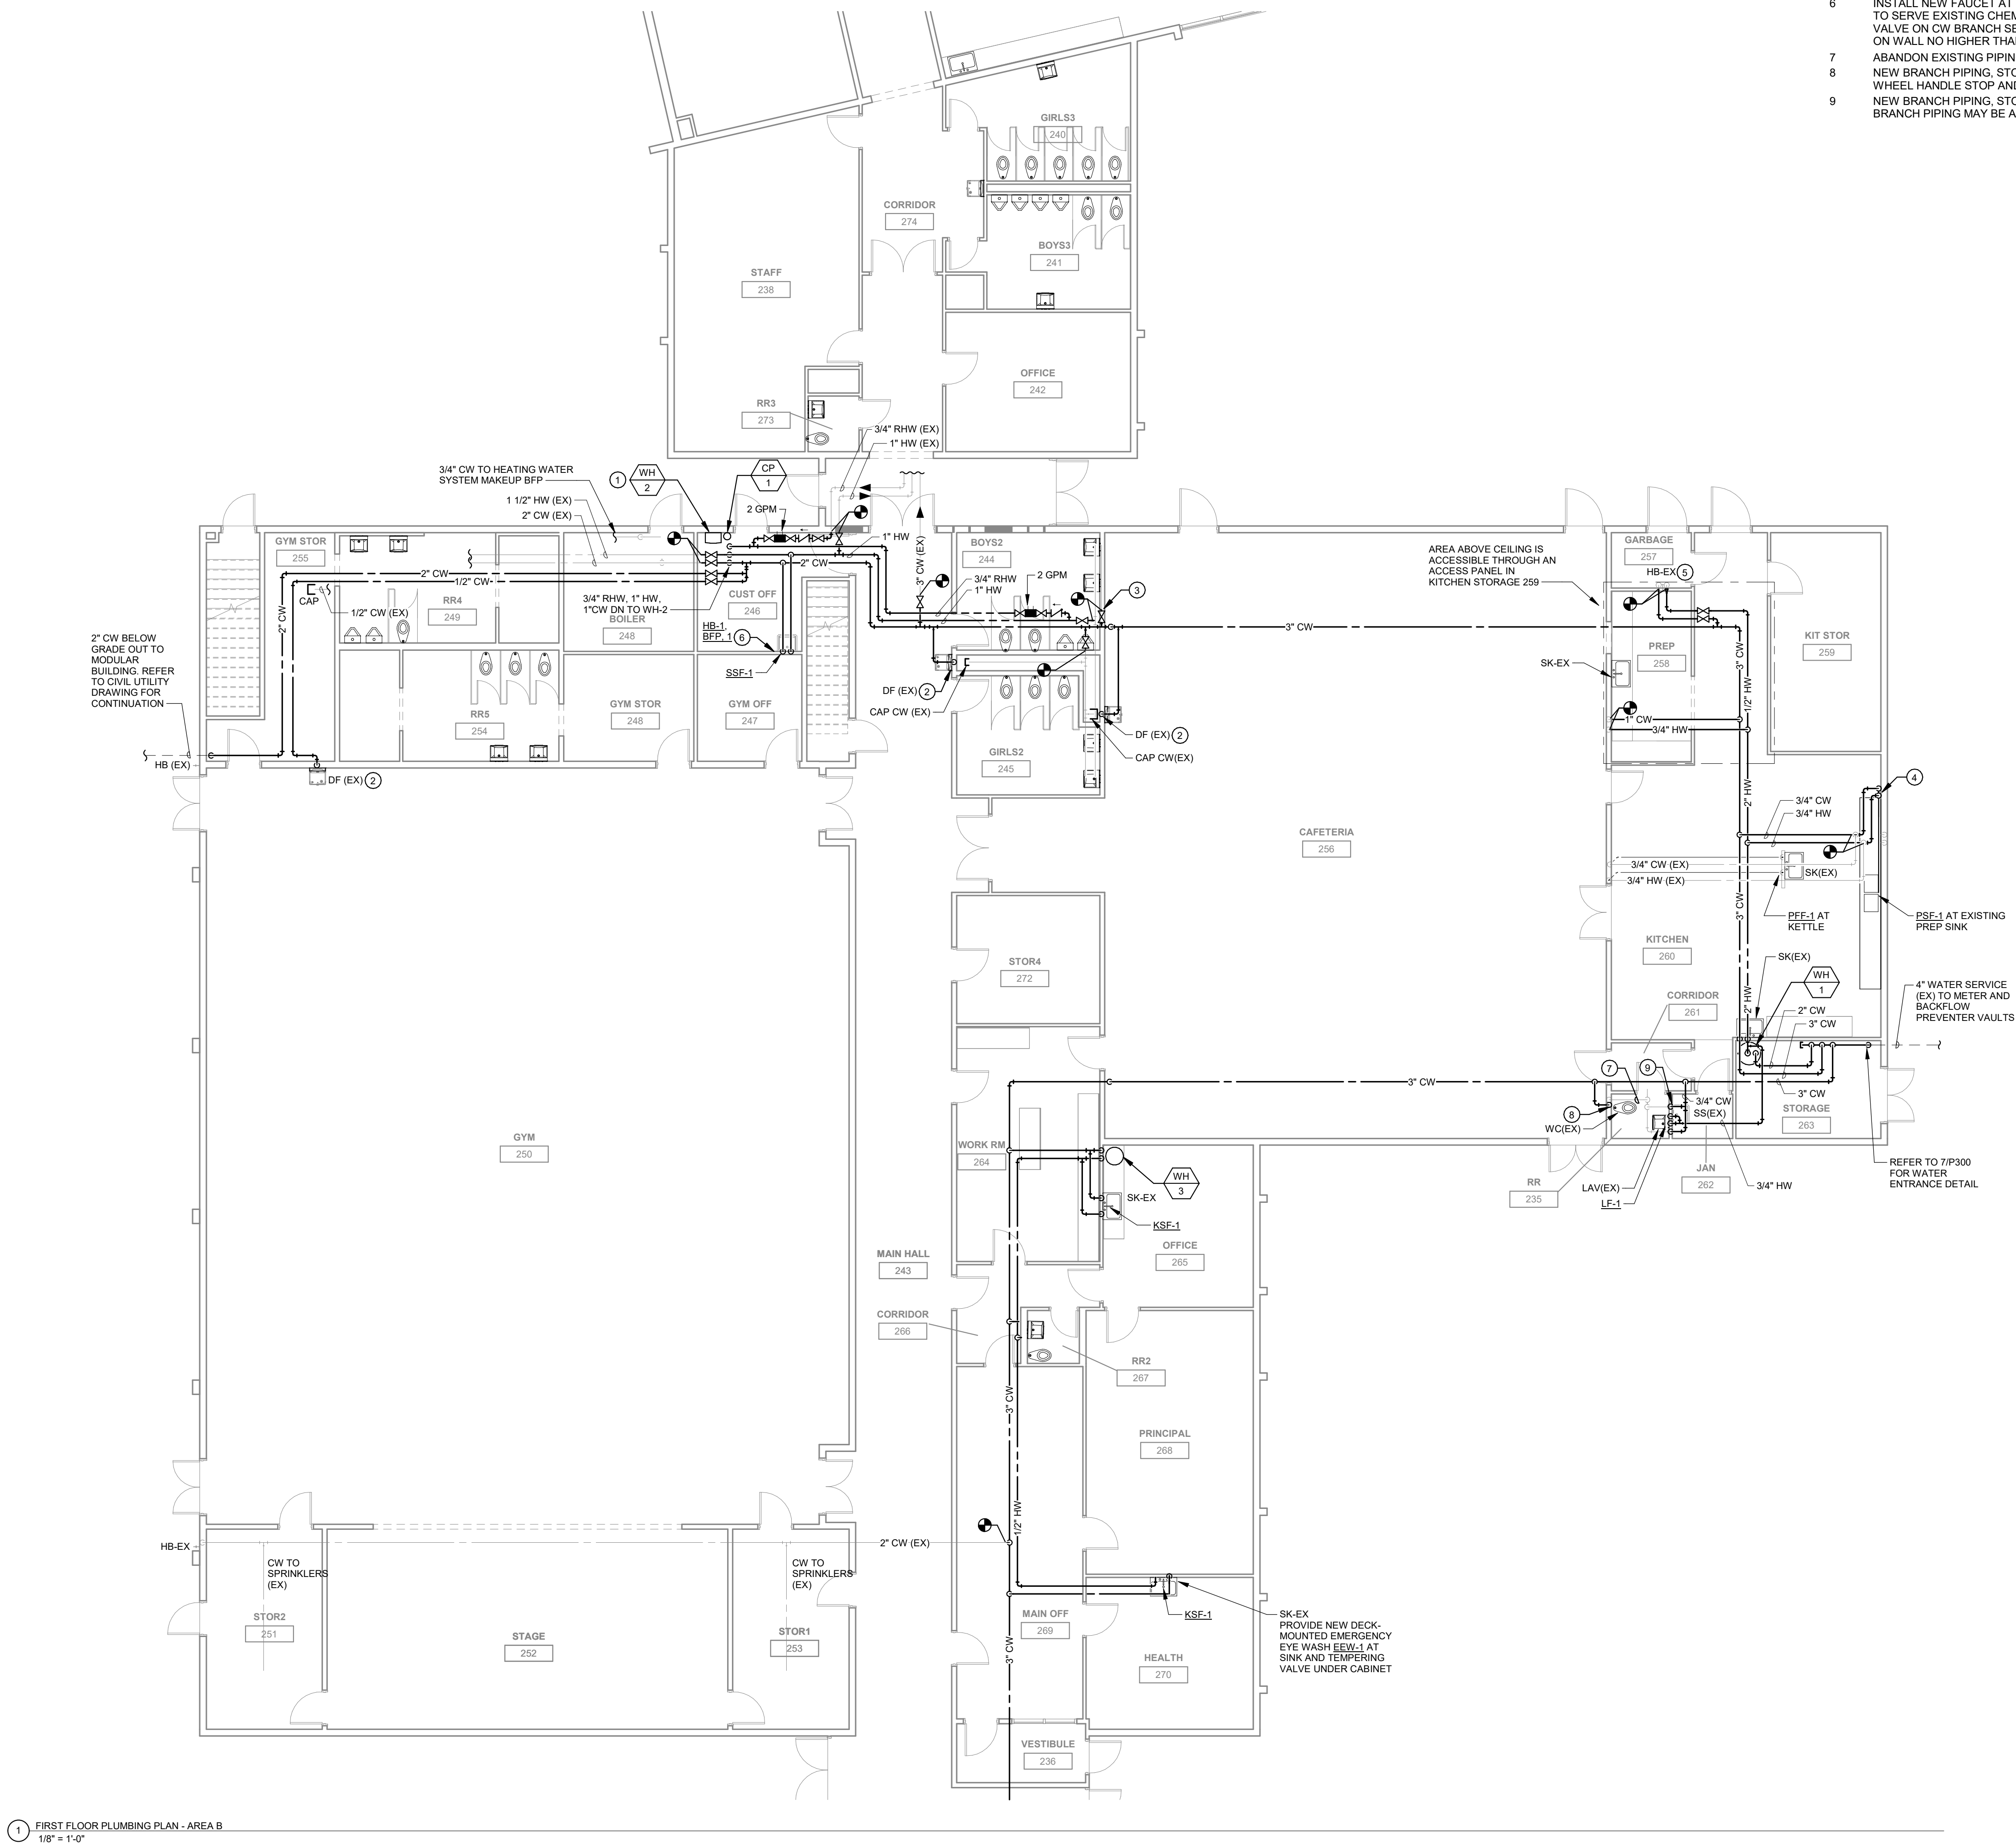 6 INSTALL NEW FAUCET AT
TO SERVE EXISTING CHEM
VALVE ON CW BRANCH SE
ON WALL NO HIGHER THA
7 ABANDON EXISTING PIPIN
8 NEW BRANCH PIPING, STO
WHEEL HANDLE STOP AND
9 NEW BRANCH PIPING, STO
BRANCH PIPING MAY BE A
GIRLS3
240
CORRIDOR
274
BOYS3
241
STAFF
238
OFFICE
242
RR3
273
3/4" RHW (EX)
1" HW (EX)
3/4" CW TO HEATING WATER
SYSTEM MAKEUP BFP
1 1/2" HW (EX)
2" CW (EX)
1
WH
2
CP
1
2 GPM
GYM STOR
255
2" CW
1/2" CW
CAP
1/2" CW (EX)
RR4
249
2" CW
3/4" RHW, 1" HW,
1"CW DN TO WH-2
BOILER
248
CUST OFF
246
HB-1,
BFP, 1
6
SSF-1
1" HW
2" CW
3" CW (EX)
BOYS2
244
3/4" RHW
1" HW
2 GPM
3
3" CW
AREA ABOVE CEILING IS
ACCESSIBLE THROUGH AN
ACCESS PANEL IN
KITCHEN STORAGE 259
GARBAGE
257
HB-EX
5
KIT STOR
259
PREP
258
SK-EX
3" CW
1/2" HW
1" CW
3/4" HW
2" CW BELOW
GRADE OUT TO
MODULAR
BUILDING. REFER
TO CIVIL UTILITY
DRAWING FOR
CONTINUATION
HB (EX)
DF (EX)
2
RR5
254
GYM STOR
248
GYM OFF
247
DF (EX)
2
CAP CW (EX)
GIRLS2
245
DF (EX)
2
CAP CW(EX)
2" HW
4
3/4" CW
3/4" HW
CAFETERIA
256
3/4" CW (EX)
3/4" HW (EX)
SK(EX)
3" CW
PFF-1 AT
KETTLE
PSF-1 AT EXISTING
PREP SINK
KITCHEN
260
SK(EX)
WH
1
STOR4
272
CORRIDOR
261
2" HW
2" CW
3" CW
4" WATER SERVICE
(EX) TO METER AND
BACKFLOW
PREVENTER VAULTS
3" CW
7
9
3" CW
8
WC(EX)
3/4" CW
SS(EX)
STORAGE
263
GYM
250
WORK RM
264
WH
3
SK-EX
KSF-1
RR
235
LAV(EX)
LF-1
JAN
262
3/4" HW
REFER TO 7/P300
FOR WATER
ENTRANCE DETAIL
OFFICE
265
MAIN HALL
243
CORRIDOR
266
RR2
267
3" CW
PRINCIPAL
268
1/2" HW
HB-EX
2" CW (EX)
CW TO
SPRINKLERS
(EX)
CW TO
SPRINKLERS
(EX)
STOR2
251
STAGE
252
STOR1
253
3" CW
MAIN OFF
269
KSF-1
SK-EX
PROVIDE NEW DECK-
MOUNTED EMERGENCY
EYE WASH EEW-1 AT
SINK AND TEMPERING
VALVE UNDER CABINET
HEALTH
270
VESTIBULE
236
1 FIRST FLOOR PLUMBING PLAN - AREA B
1/8" = 1'-0"